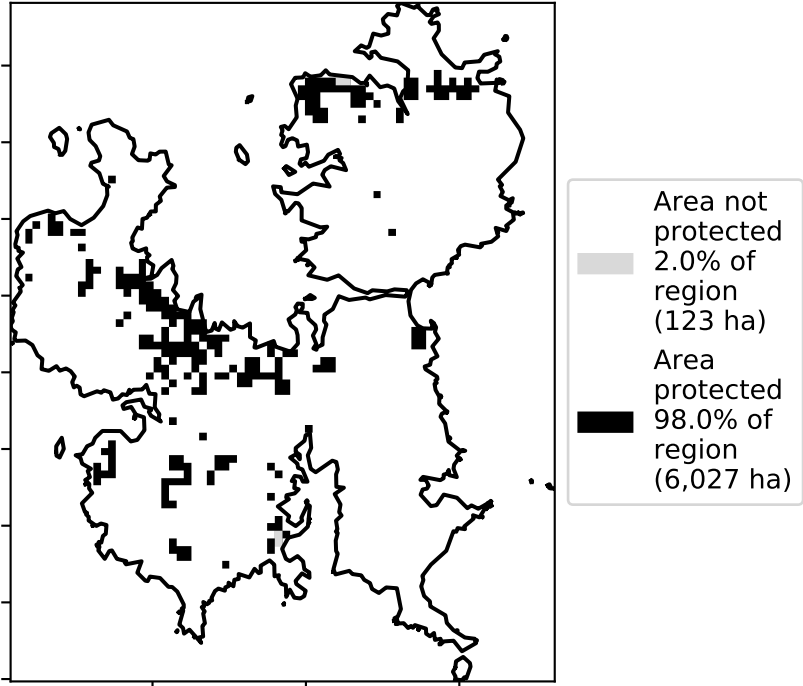 Area not
protected
2.0% of
region
(123 ha)
Area
protected
98.0% of
region
(6,027 ha)